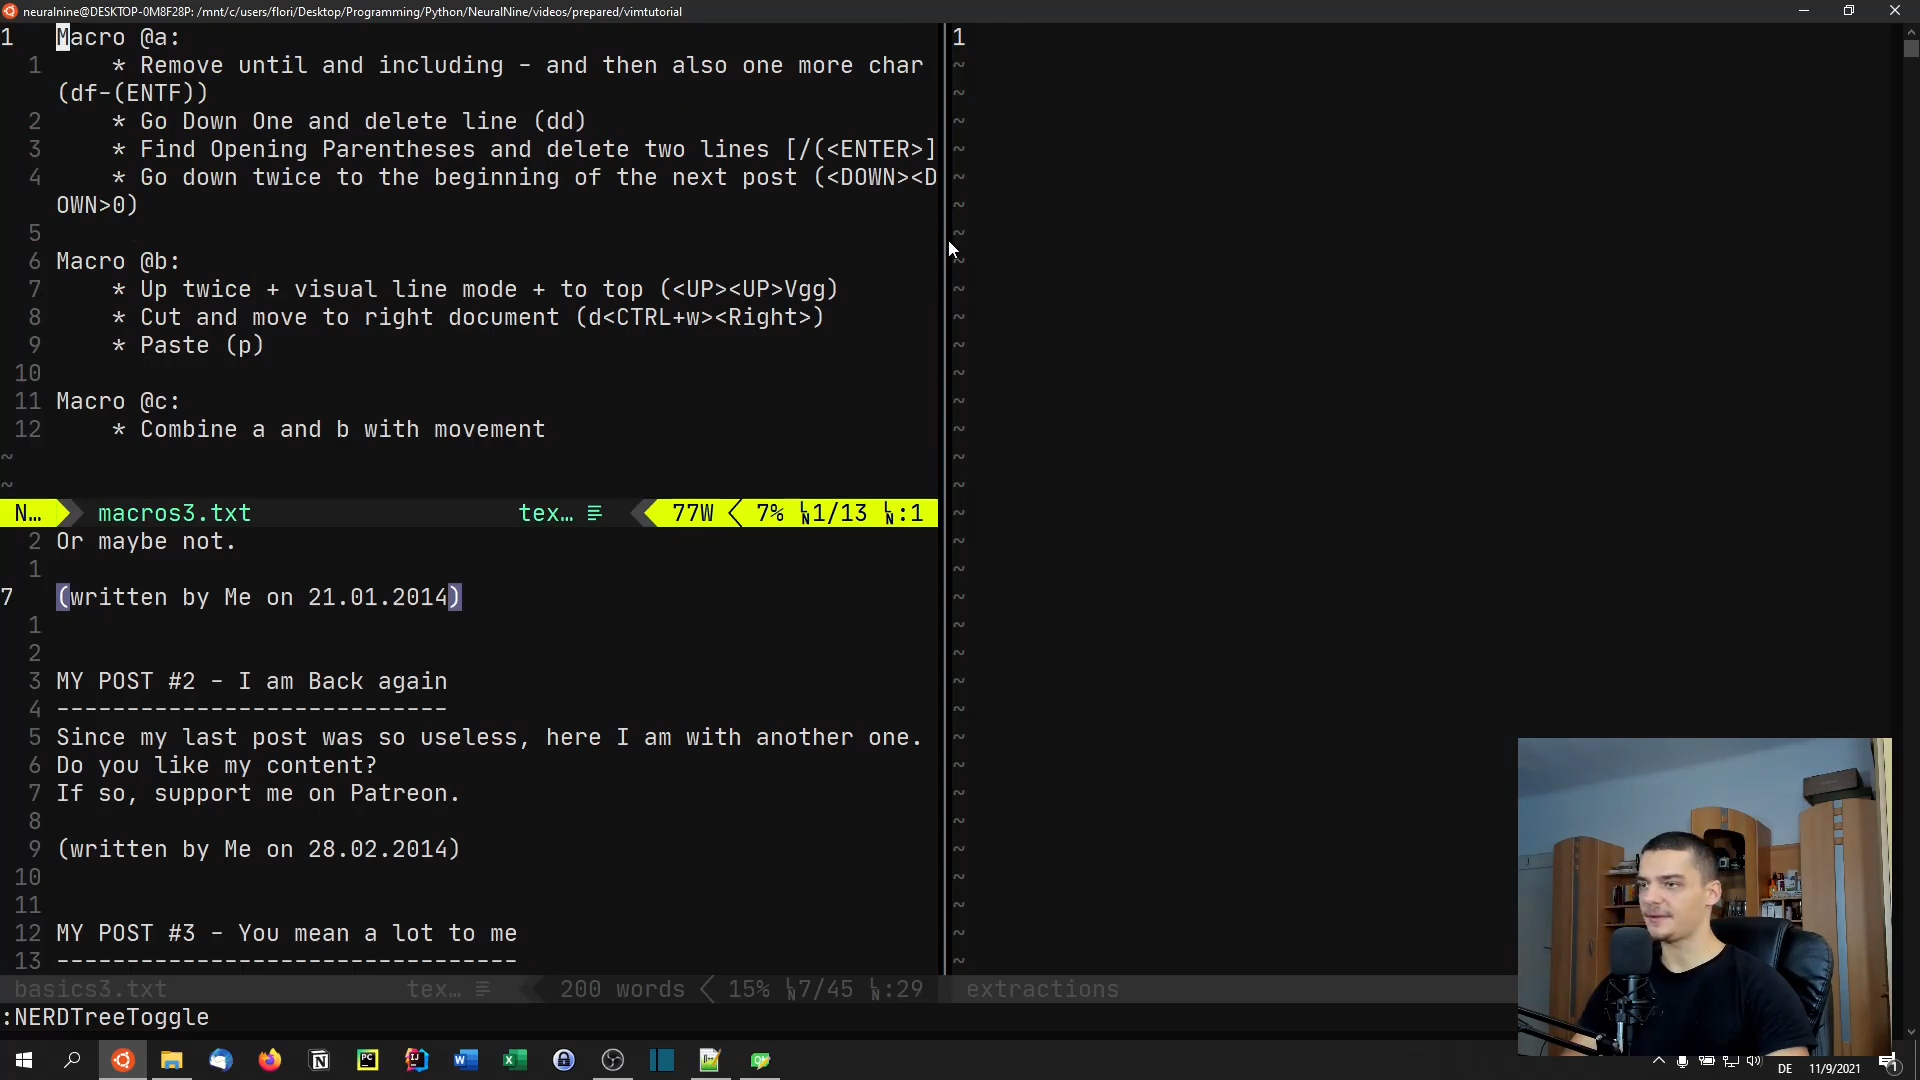 neuralnine@DESKTOP-0M8F28P: /mnt/c/users/flori/Desktop/Programming/Python/NeuralNine/videos/prepared/vimtutorial
1 Macro @a:
1 * Remove until and including - and then also one more char
(df-(ENTF))
2 * Go Down One and delete line (dd)
3 * Find Opening Parentheses and delete two lines [/(<ENTER>]
4 * Go down twice to the beginning of the next post (<DOWN><D
OWN>0)
5
6 Macro @b:
7 * Up twice + visual line mode + to top (<UP><UP>Vgg)
8 * Cut and move to right document (d<CTRL+w><Right>)
9 * Paste (p)
10
11 Macro @c:
12 * Combine a and b with movement
~
~
N… macros3.txt tex… 77W 7% 1/13 :1
2 Or maybe not.
1
7 (written by Me on 21.01.2014)
1
2
3 MY POST #2 - I am Back again
4 ----------------------------
5 Since my last post was so useless, here I am with another one.
6 Do you like my content?
7 If so, support me on Patreon.
8
9 (written by Me on 28.02.2014)
10
11
12 MY POST #3 - You mean a lot to me
13 ---------------------------------
basics3.txt tex… 200 words 15% 7/45 :29
:NERDTreeToggle
1
extractions
DE 11/9/2021 1